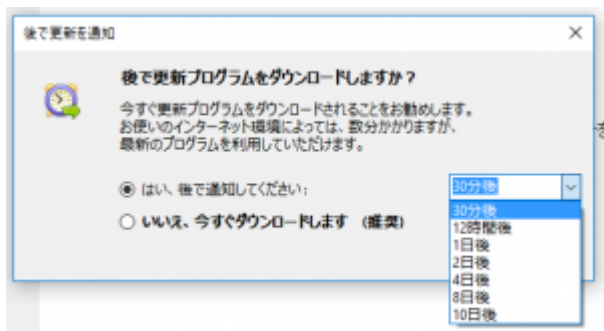 後で更新を通知
後で更新プログラムをダウンロードしますか？
今すぐ更新プログラムをダウンロードされることをお勧めします。
お使いのインターネット環境によっては、数分かかりますが、
最新のプログラムを利用していただけます。
はい、後で通知してください:
30分後
いいえ、今すぐダウンロードします (推奨)
30分後
12時間後
1日後
2日後
4日後
8日後
10日後
を